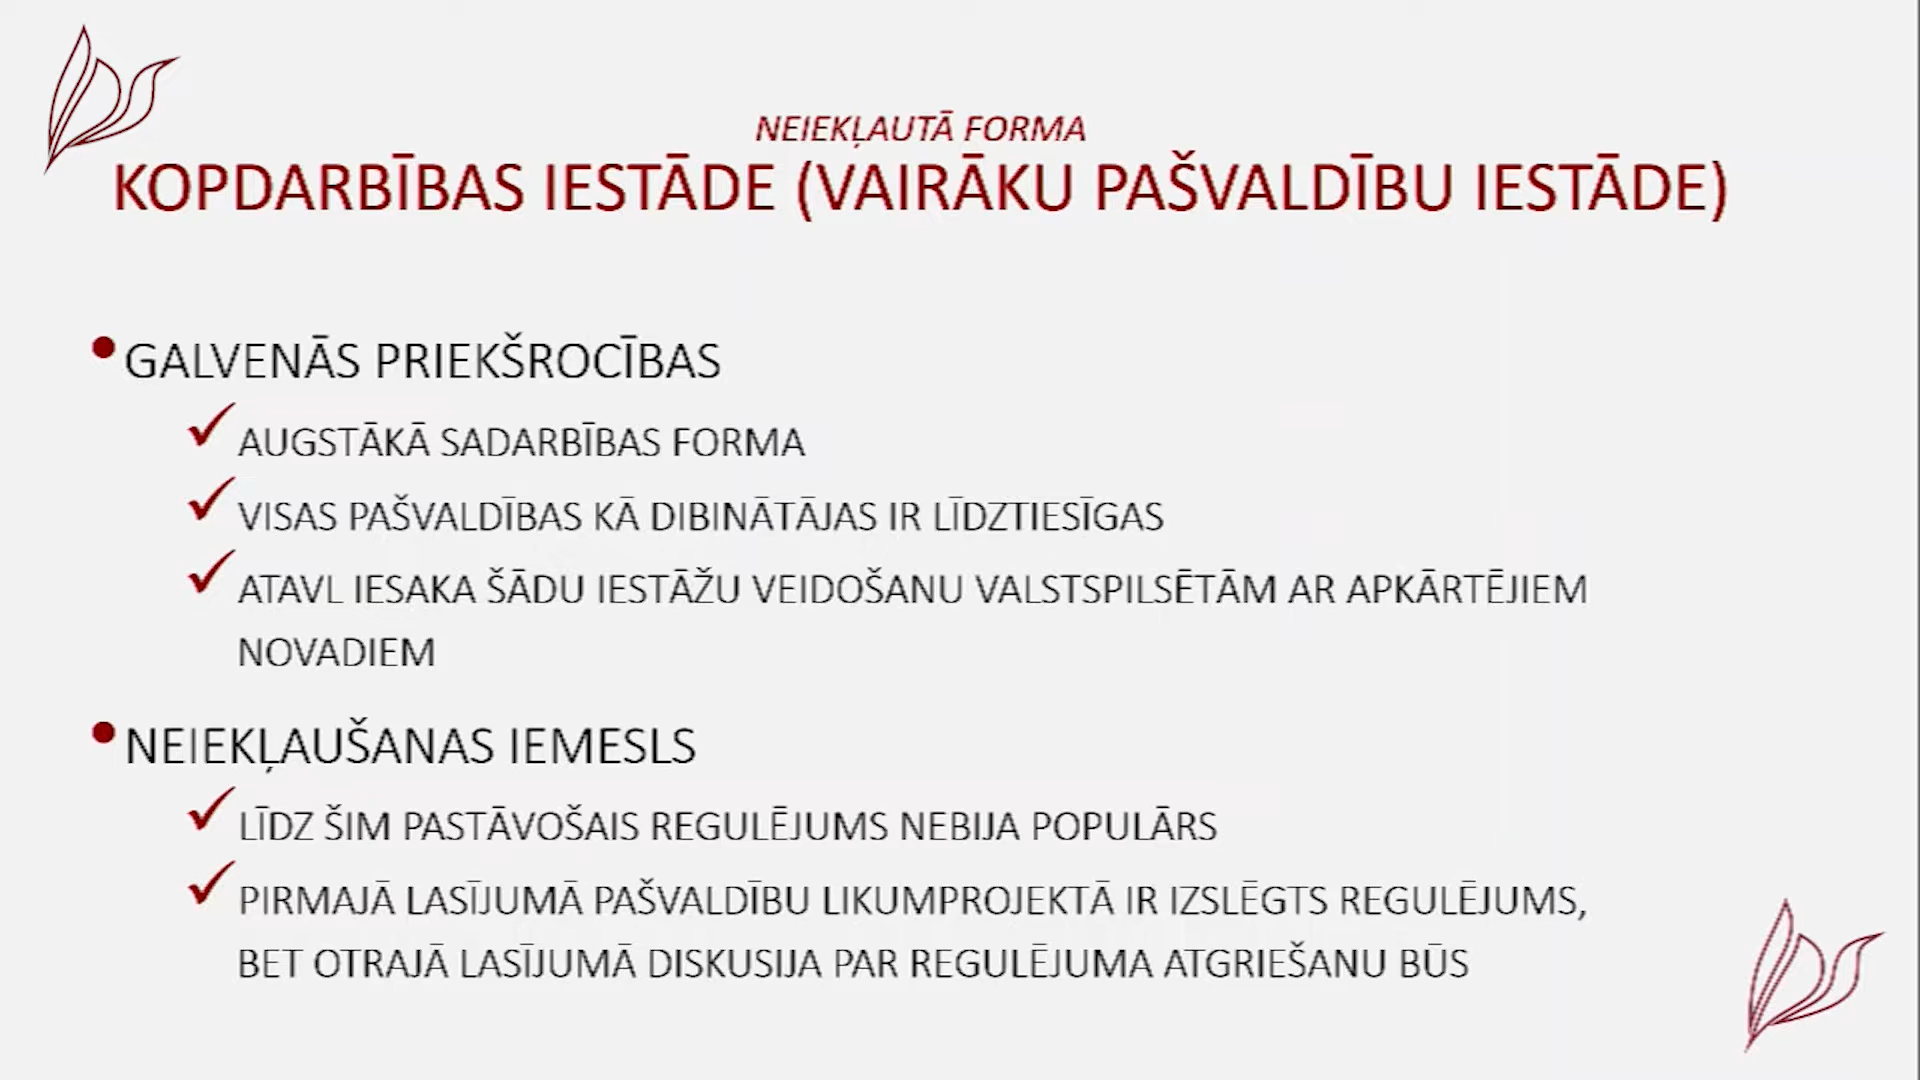 NEIEKĻAUTĀ FORMA
KOPDARBĪBAS IESTĀDE (VAIRĀKU PAŠVALDĪBU IESTĀDE)
•GALVENĀS PRIEKŠROCĪBAS
✓AUGSTĀKĀ SADARBĪBAS FORMA
✓VISAS PAŠVALDĪBAS KĀ DIBINĀTĀJAS IR LĪDZTIESĪGAS
✓ATAVL IESAKA ŠĀDU IESTĀŽU VEIDOŠANU VALSTSPILSĒTĀM AR APKĀRTĒJIEM
NOVADIEM
•NEIEKĻAUŠANAS IEMESLS
✓LĪDZ ŠIM PASTĀVOŠAIS REGULĒJUMS NEBIJA POPULĀRS
✓PIRMAJĀ LASĪJUMĀ PAŠVALDĪBU LIKUMPROJEKTĀ IR IZSLĒGTS REGULĒJUMS,
BET OTRAJĀ LASĪJUMĀ DISKUSIJA PAR REGULĒJUMA ATGRIEŠANU BŪS